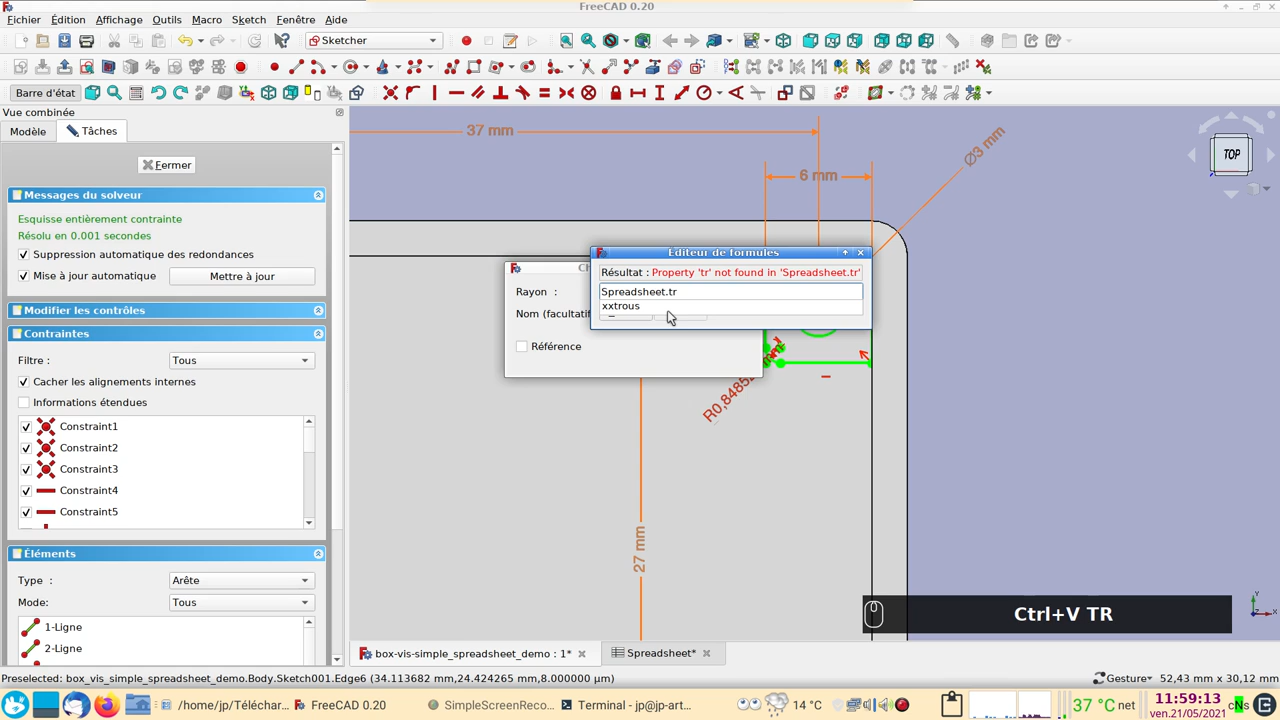 FreeCAD 0.20
Fichier Édition Affichage Outils Macro Sketch Fenêtre Aide
Sketcher
Barre d'état
Vue combinée
Modèle Tâches
Fermer
Messages du solveur
Esquisse entièrement contrainte
Résolu en 0.001 secondes
Suppression automatique des redondances
Mise à jour automatique Mettre à jour
Modifier les contrôles
Contraintes
Filtre : Tous
Cacher les alignements internes
Informations étendues
Constraint1
Constraint2
Constraint3
Constraint4
Constraint5
Éléments
Type : Arête
Mode: Tous
1-Ligne
2-Ligne
37 mm
6 mm
Ø3 mm
TOP
Éditeur de formules
Résultat : Property 'tr' not found in 'Spreadsheet.tr'
Spreadsheet.tr
xxtrous
Rayon :
Nom (facultatif
Référence
27 mm
Ctrl+V TR
box-vis-simple_spreadsheet_demo : 1* Spreadsheet*
Preselected: box_vis_simple_spreadsheet_demo.Body.Sketch001.Edge6 (34.113682 mm,24.424265 mm,8.000000 µm) Gesture 52,43 mm x 30,12 mm
/home/jp/Téléchar... FreeCAD 0.20 SimpleScreenReco... Terminal - jp@jp-art... 14 °C 37 °C net 11:59:13
ven.21/05/2021